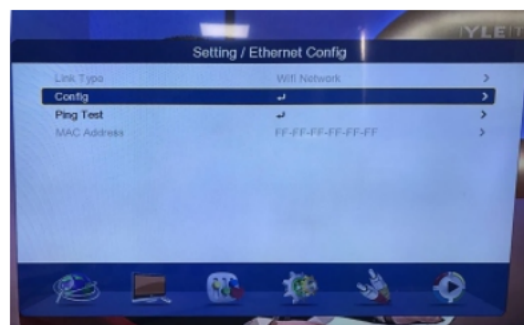 YLE
Setting / Ethernet Config
Link Type Wifi Network >
Config ↵ >
Ping Test ↵ >
MAC Address FF-FF-FF-FF-FF-FF >